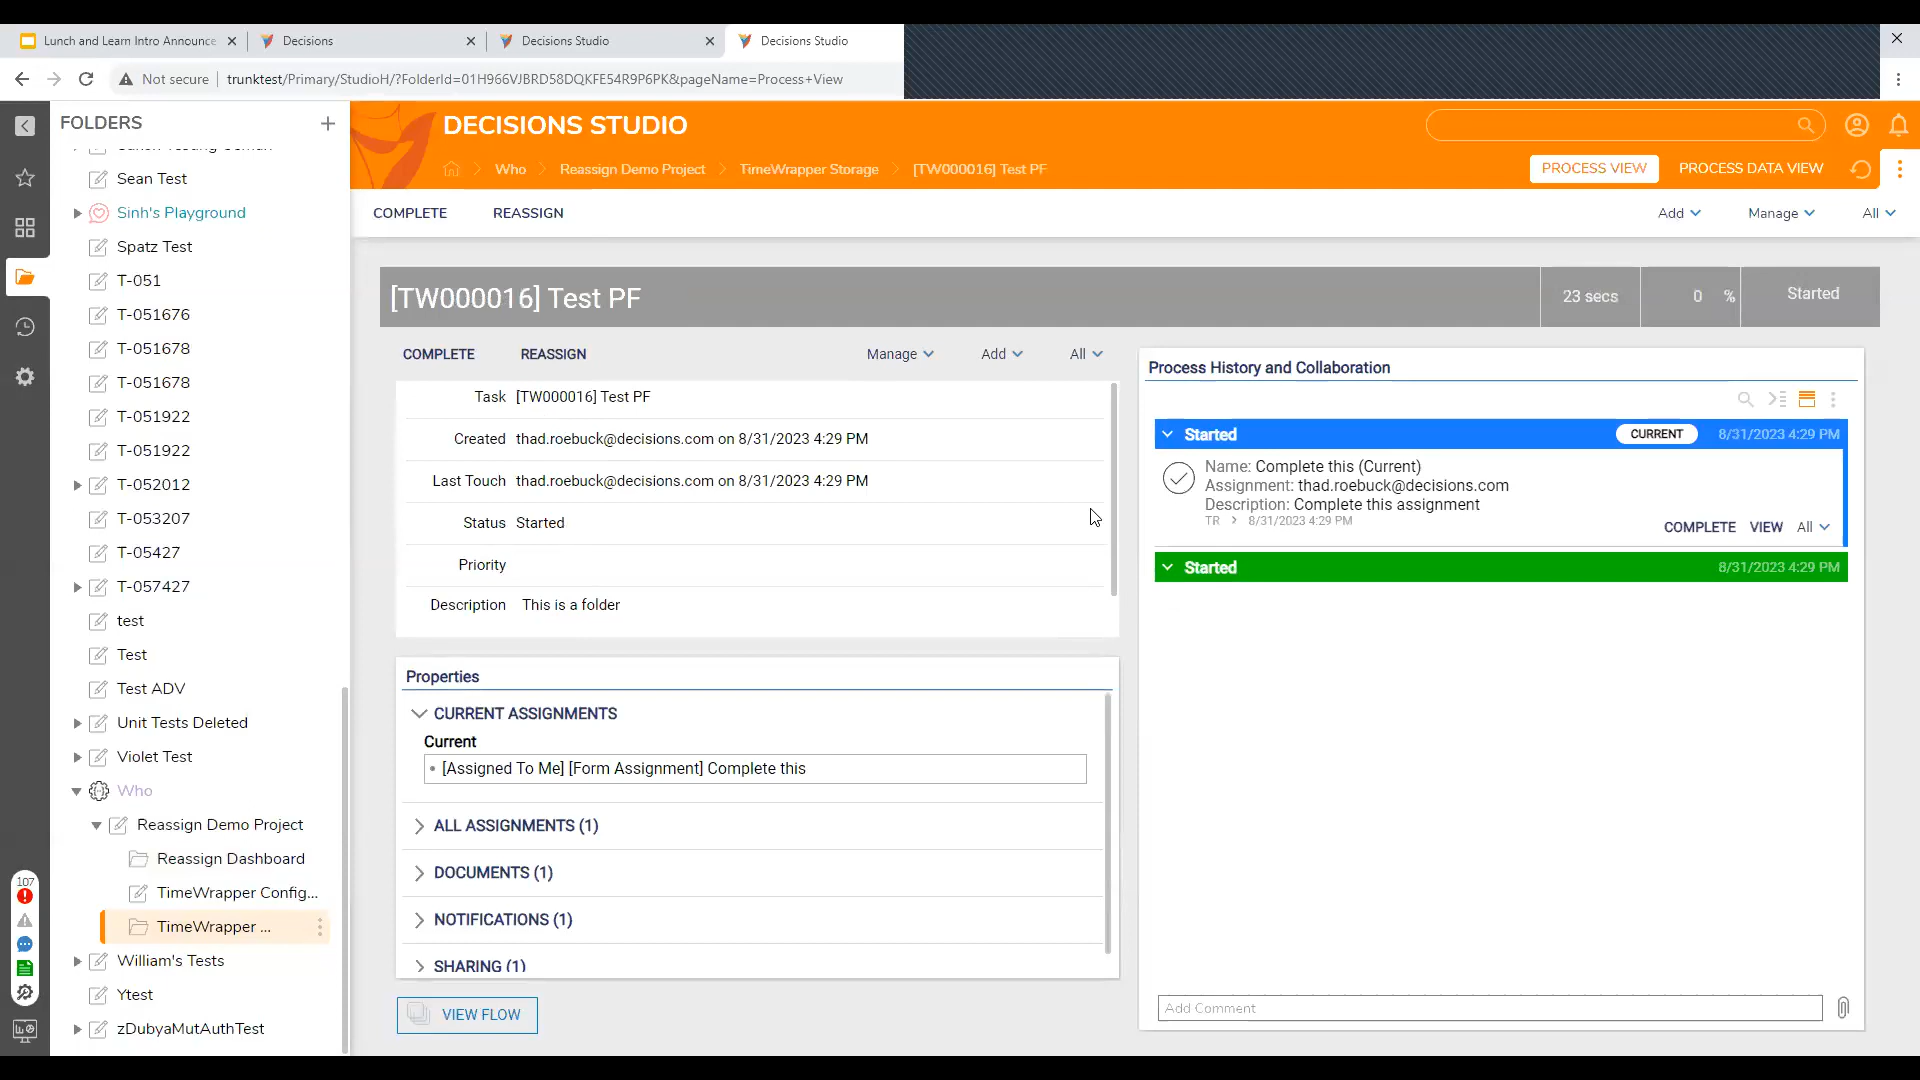 Lunch and Learn Intro Announce
Decisions
Decisions Studio
Decisions Studio
Not secure
trunktest/Primary/StudioH/?FolderId=01H966VJBRD58DQKFE54R9P6PK&pageName=Process+View
FOLDERS
Sean Test
Sinh's Playground
Spatz Test
T-051
T-051676
T-051678
T-051678
T-051922
T-051922
T-052012
T-053207
T-05427
T-057427
test
Test
Test ADV
Unit Tests Deleted
Violet Test
Who
Reassign Demo Project
Reassign Dashboard
TimeWrapper Config...
TimeWrapper ...
William's Tests
Ytest
zDubyaMutAuthTest
107
DECISIONS STUDIO
Who
Reassign Demo Project
TimeWrapper Storage
[TW000016] Test PF
PROCESS VIEW
PROCESS DATA VIEW
COMPLETE
REASSIGN
Add
Manage
All
[TW000016] Test PF
23 secs
0 %
Started
COMPLETE
REASSIGN
Manage
Add
All
Task [TW000016] Test PF
Created thad.roebuck@decisions.com on 8/31/2023 4:29 PM
Last Touch thad.roebuck@decisions.com on 8/31/2023 4:29 PM
Status Started
Priority
Description This is a folder
Properties
CURRENT ASSIGNMENTS
Current
[Assigned To Me] [Form Assignment] Complete this
ALL ASSIGNMENTS (1)
DOCUMENTS (1)
NOTIFICATIONS (1)
SHARING (1)
VIEW FLOW
Process History and Collaboration
Started
CURRENT
8/31/2023 4:29 PM
Name: Complete this (Current)
Assignment: thad.roebuck@decisions.com
Description: Complete this assignment
TR > 8/31/2023 4:29 PM
COMPLETE
VIEW
All
Started
8/31/2023 4:29 PM
Add Comment